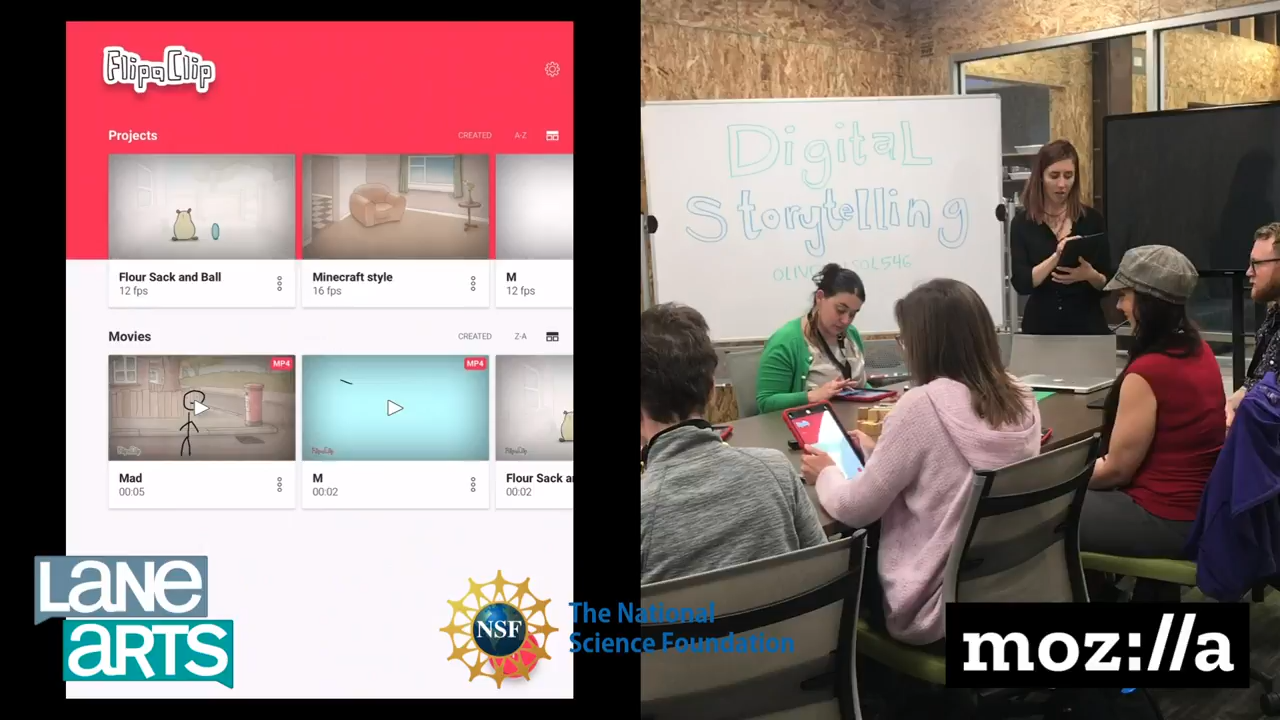 FlipaClip
Projects
CREATED
A-Z
Flour Sack and Ball
12 fps
Minecraft style
16 fps
M
12 fps
Movies
CREATED
Z-A
MP4
MP4
FlipaClip
FlipaClip
Mad
00:05
M
00:02
Flour Sack a
00:02
LANE
ARTS
NSF
The National
Science Foundation
Digital
Storytelling
moz://a